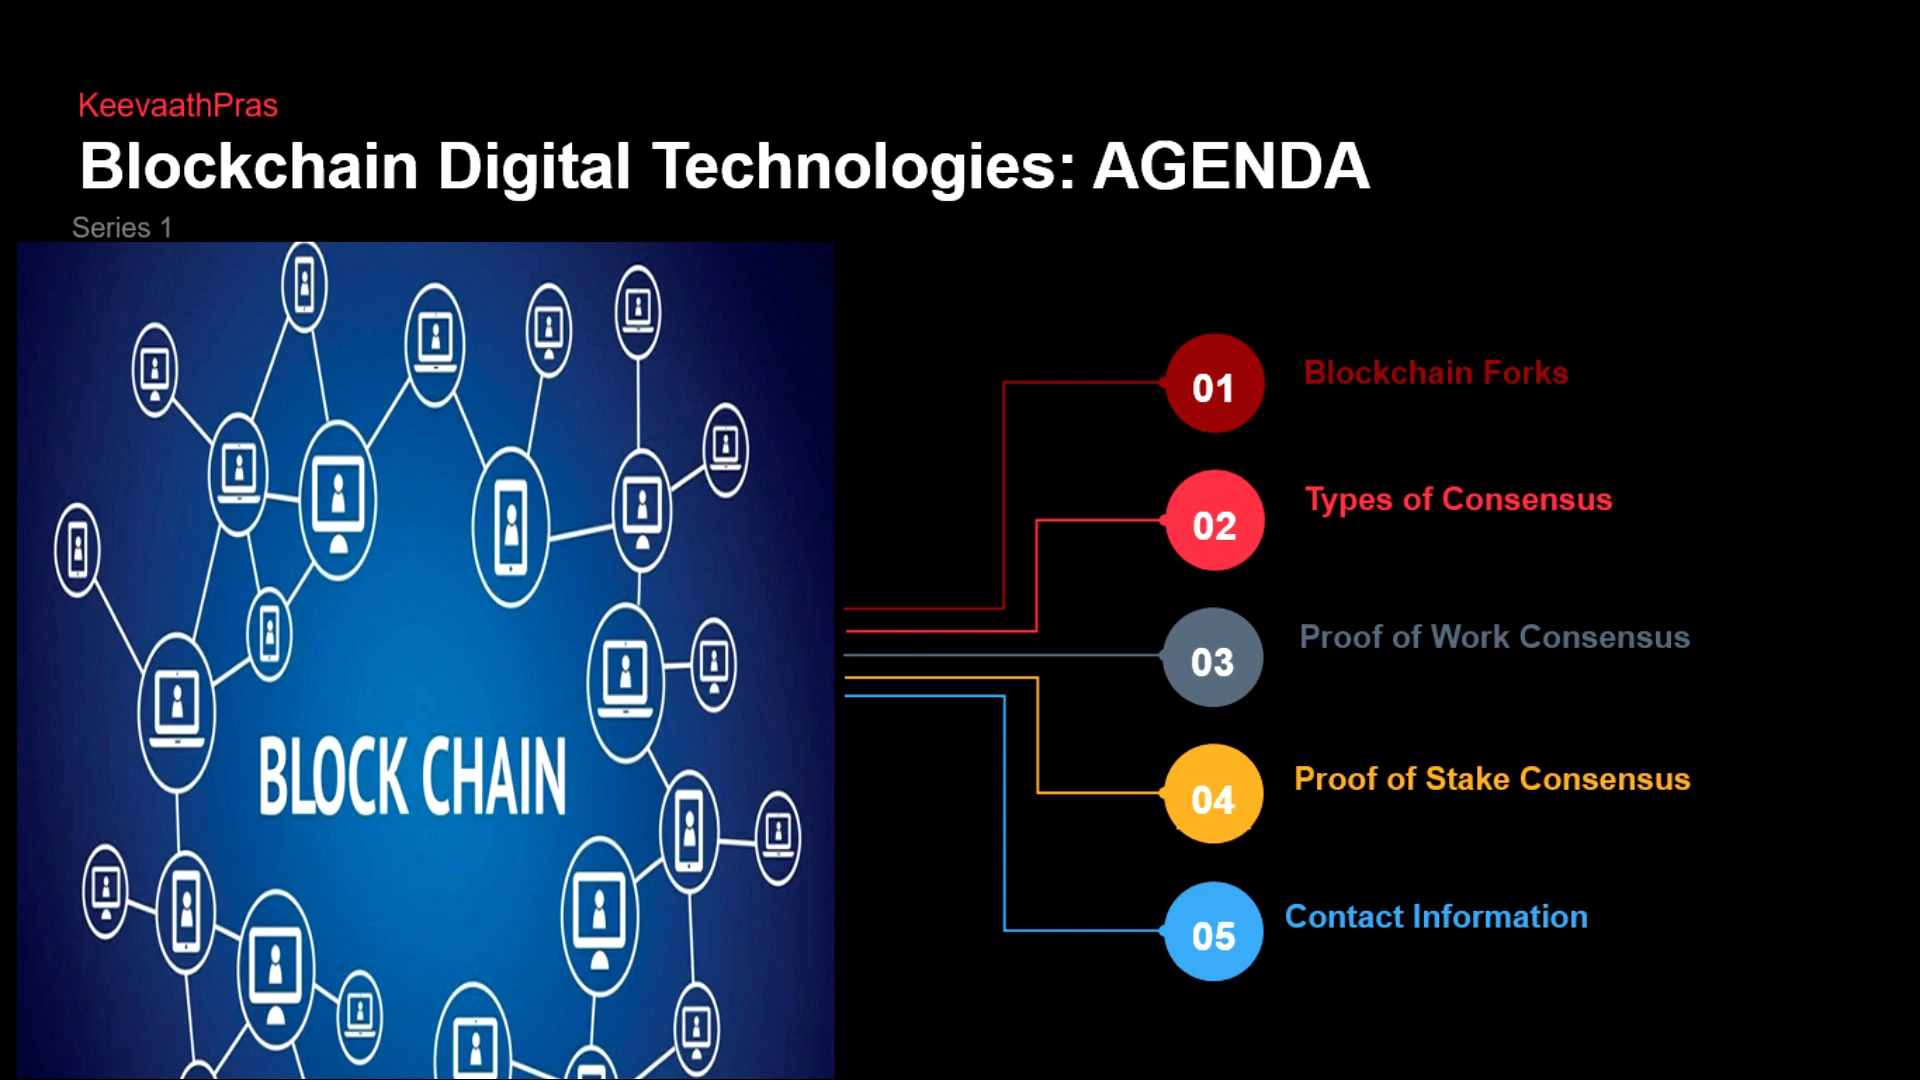 KeevaathPras
Blockchain Digital Technologies: AGENDA
Series 1
BLOCK CHAIN
01 Blockchain Forks
02 Types of Consensus
03 Proof of Work Consensus
04 Proof of Stake Consensus
05 Contact Information